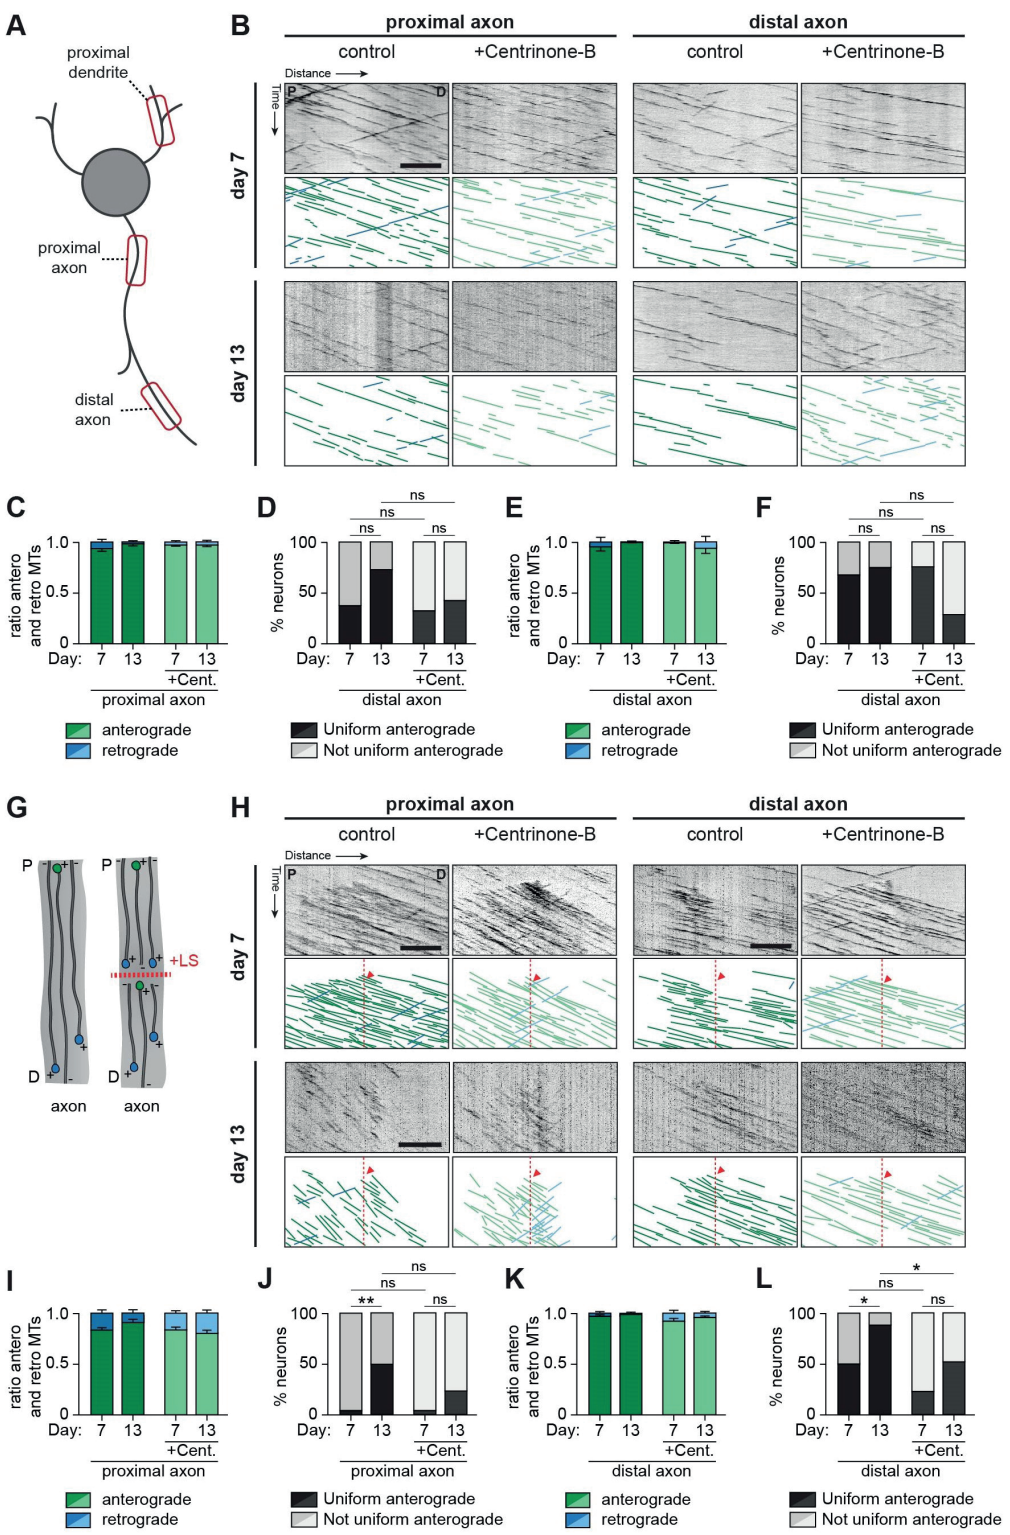 A
proximal
dendrite
proximal
axon
distal
axon
B
proximal axon
distal axon
control
+Centrinone-B
control
+Centrinone-B
Distance
Time
P
D
day 7
day 13
C
ratio antero
and retro MTs
1.0
0.5
0
Day: 7 13 7 13
+Cent.
proximal axon
anterograde
retrograde
D
ns
ns
ns ns
% neurons
100
50
0
Day: 7 13 7 13
+Cent.
distal axon
Uniform anterograde
Not uniform anterograde
E
ratio antero
and retro MTs
1.0
0.5
0
Day: 7 13 7 13
+Cent.
distal axon
anterograde
retrograde
F
ns
ns
ns ns
% neurons
100
50
0
Day: 7 13 7 13
+Cent.
distal axon
Uniform anterograde
Not uniform anterograde
G
P - + -
P - + -
+ - +
+LS
- + -
+
D + -
+
D + -
axon
axon
H
proximal axon
distal axon
control
+Centrinone-B
control
+Centrinone-B
Distance
Time
P
D
day 7
day 13
I
ratio antero
and retro MTs
1.0
0.5
0
Day: 7 13 7 13
+Cent.
proximal axon
anterograde
retrograde
J
ns
ns
** ns
% neurons
100
50
0
Day: 7 13 7 13
+Cent.
proximal axon
Uniform anterograde
Not uniform anterograde
K
ratio antero
and retro MTs
1.0
0.5
0
Day: 7 13 7 13
+Cent.
distal axon
anterograde
retrograde
L
*
ns
* ns
% neurons
100
50
0
Day: 7 13 7 13
+Cent.
distal axon
Uniform anterograde
Not uniform anterograde